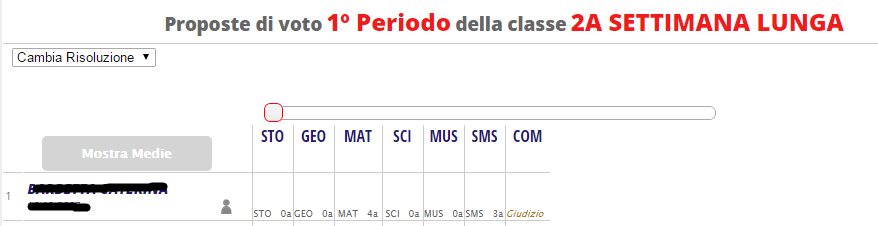 Proposte di voto 1º Periodo della classe 2A SETTIMANA LUNGA
Cambia Risoluzione
STO GEO MAT SCI MUS SMS COM
Mostra Medie
1
STO 0a GEO 0a MAT 4a SCI 0a MUS 0a SMS 3a Giudizio